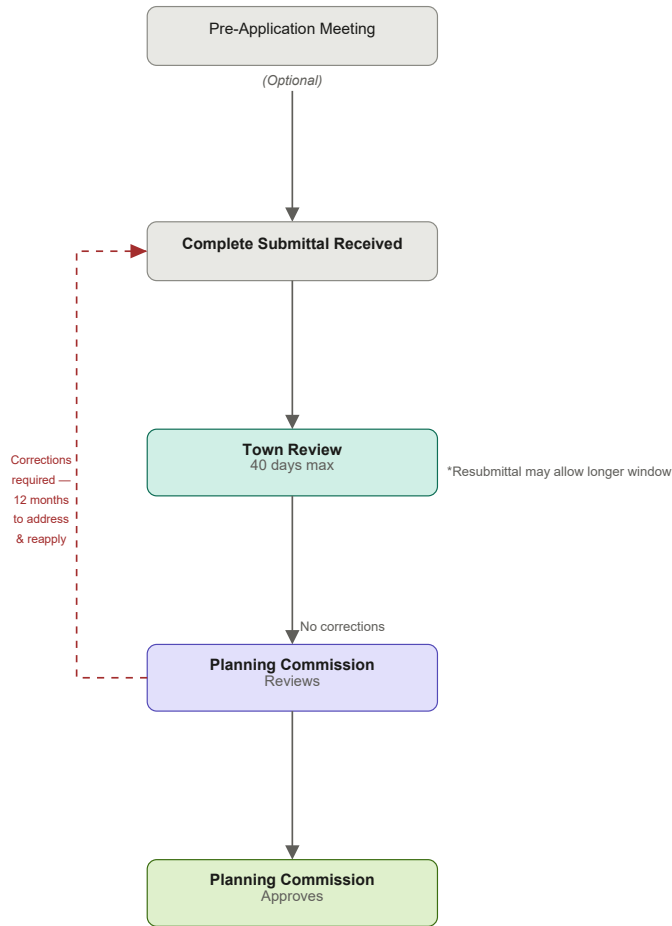 Pre-Application Meeting
(Optional)
Complete Submittal Received
Town Review
40 days max
*Resubmittal may allow longer window
Corrections
required —
12 months
to address
& reapply
No corrections
Planning Commission
Reviews
Planning Commission
Approves